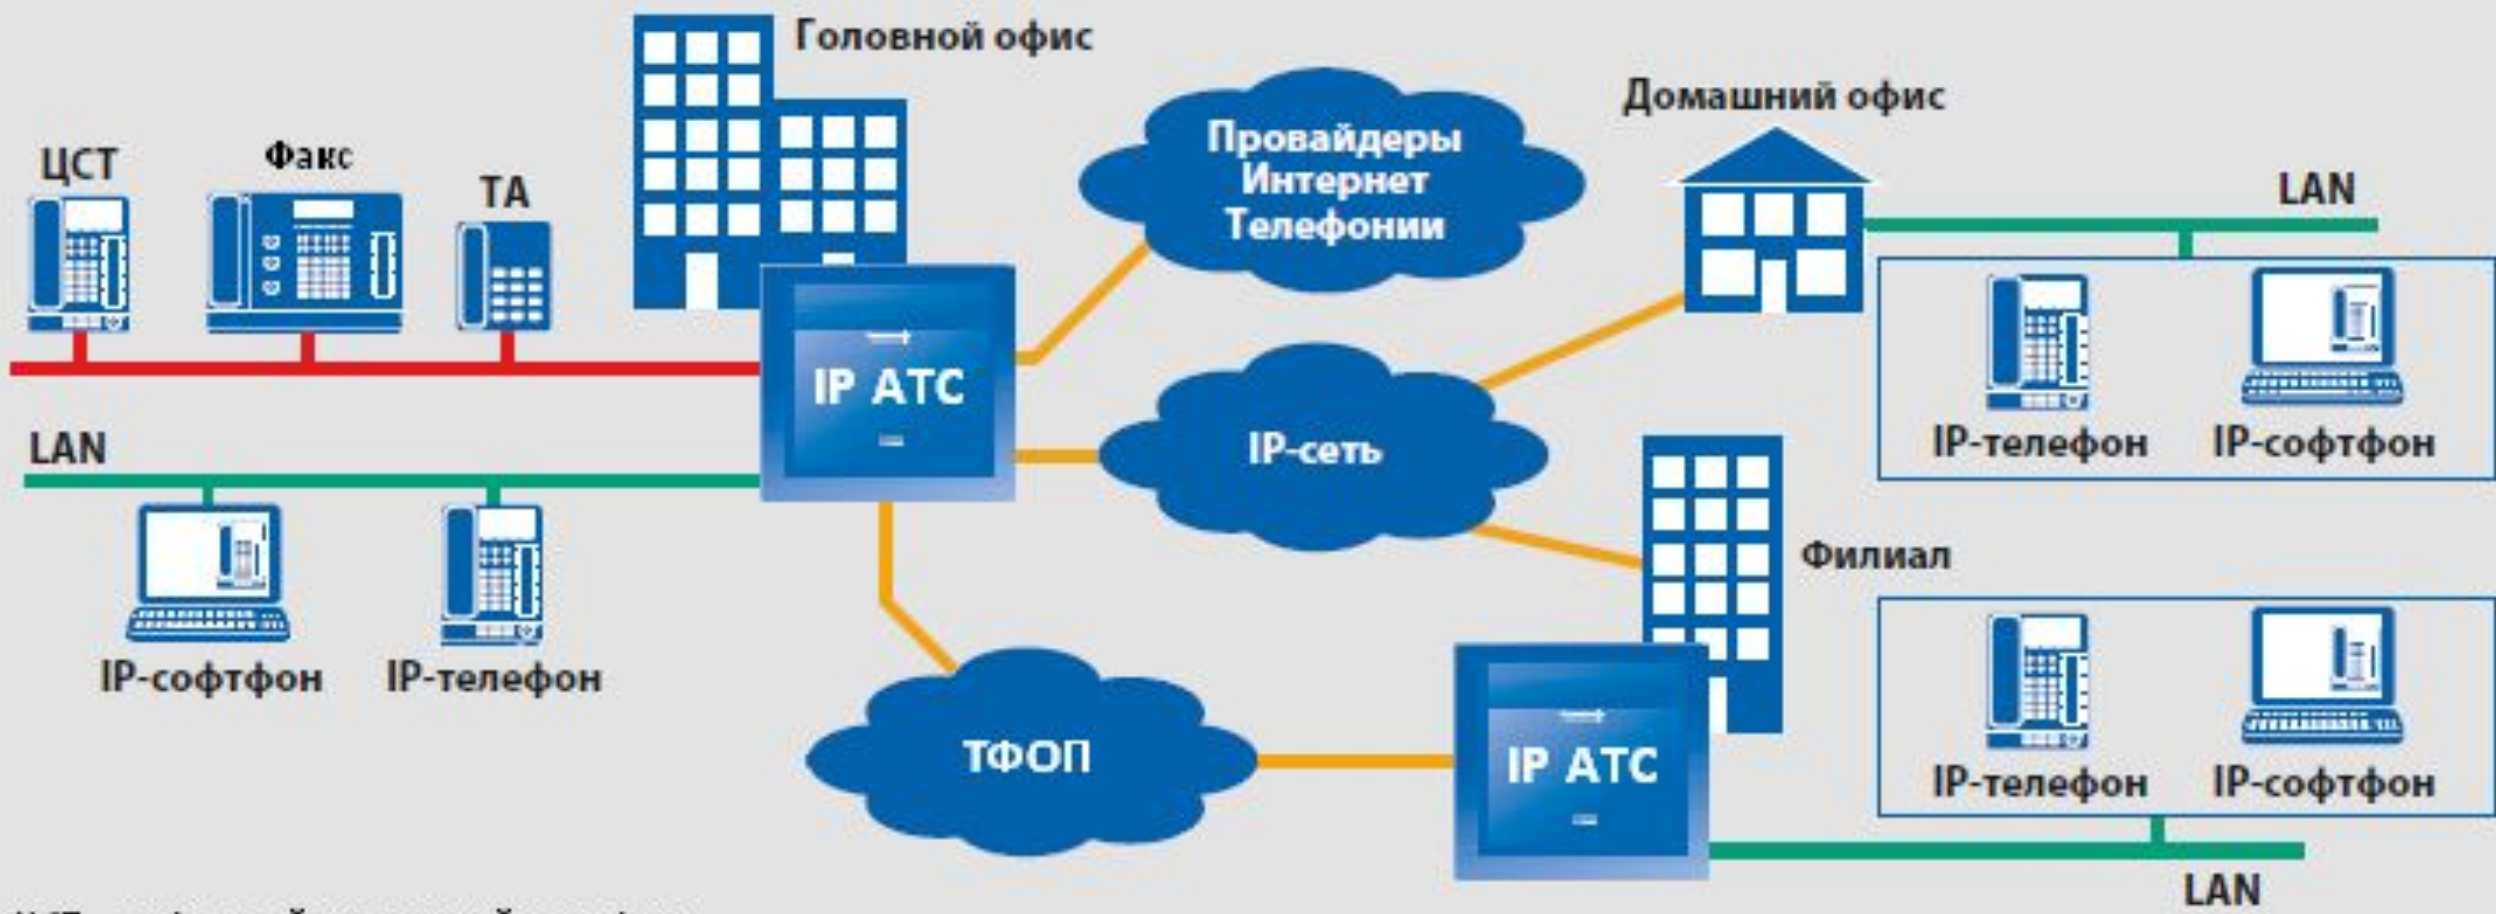 Головной офис
Домашний офис
Провайдеры
Интернет
Телефонии
ЦСТ
Факс
ТА
LAN
IP АТС
LAN
IP-сеть
IP-телефон
IP-софтфон
Филиал
IP-софтфон
IP-телефон
ТФОП
IP АТС
IP-телефон
IP-софтфон
LAN